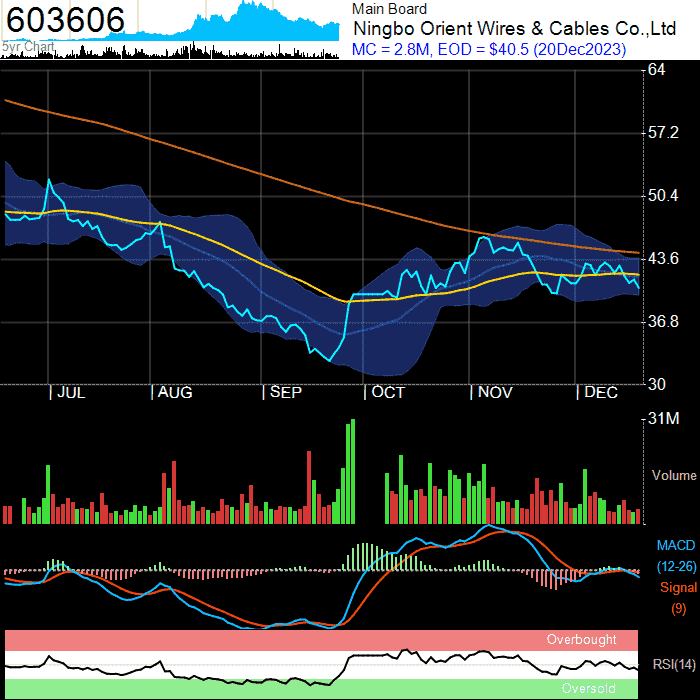 603606
5yr Chart
Main Board
Ningbo Orient Wires & Cables Co.,Ltd
MC = 2.8M, EOD = $40.5 (20Dec2023)
64
57.2
50.4
43.6
36.8
30
JUL
AUG
SEP
OCT
NOV
DEC
31M
Volume
MACD
(12-26)
Signal
(9)
Overbought
RSI(14)
Oversold